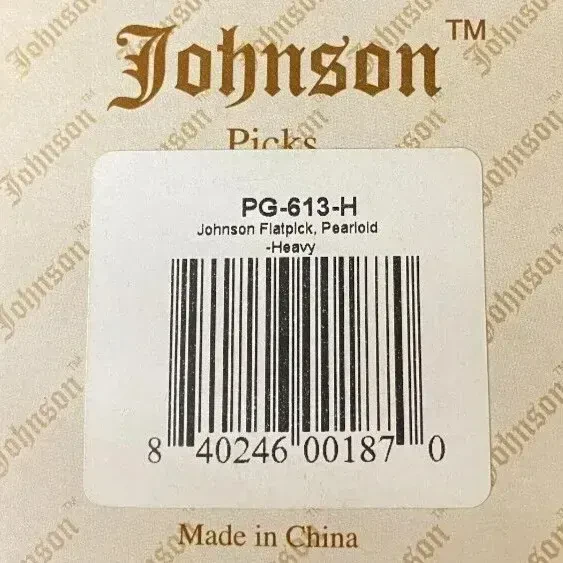 Johnson™
Picks
PG-613-H
Johnson Flatpick, Pearloid
-Heavy
8 40246 00187 0
Made in China